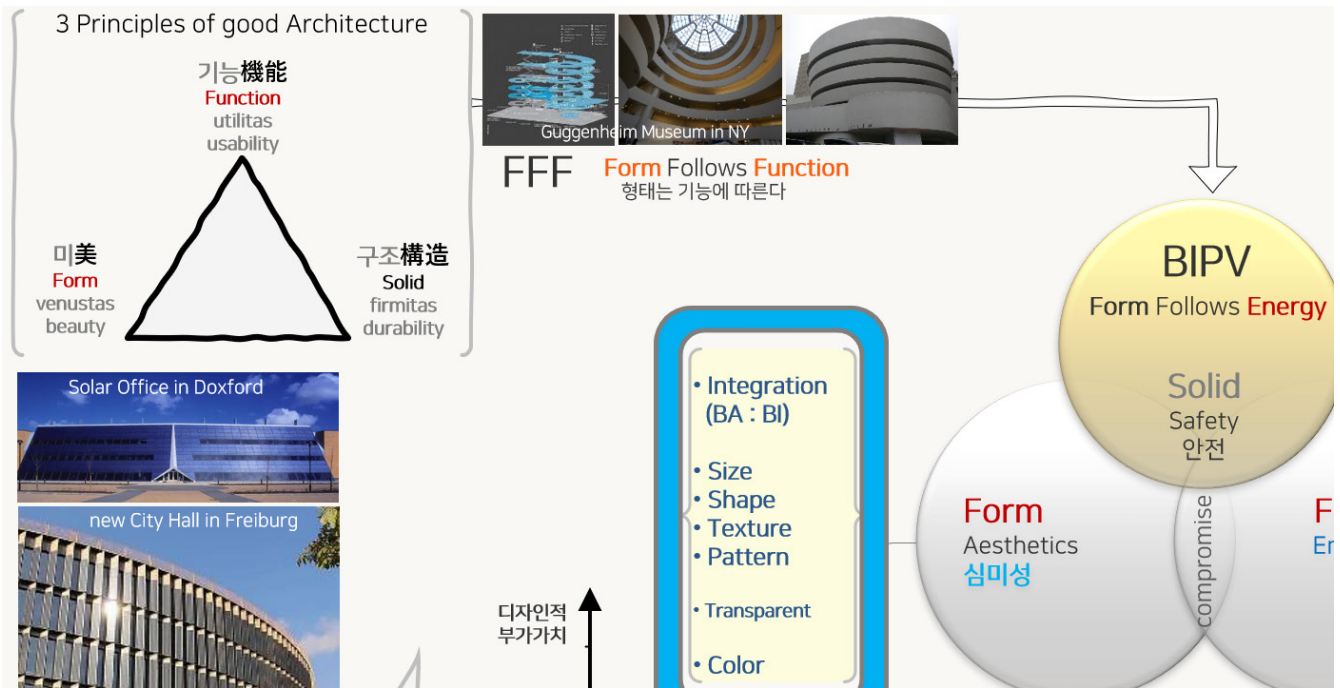 3 Principles of good Architecture
기능機能
Function
utilitas
usability
미美
Form
venustas
beauty
구조構造
Solid
firmitas
durability
Guggenheim Museum in NY
FFF
Form Follows Function
형태는 기능에 따른다
BIPV
Form Follows Energy
Solid
Safety
안전
Form
Aesthetics
심미성
compromise
F
En
• Integration
(BA : BI)
• Size
• Shape
• Texture
• Pattern
• Transparent
• Color
Solar Office in Doxford
new City Hall in Freiburg
디자인적
부가가치